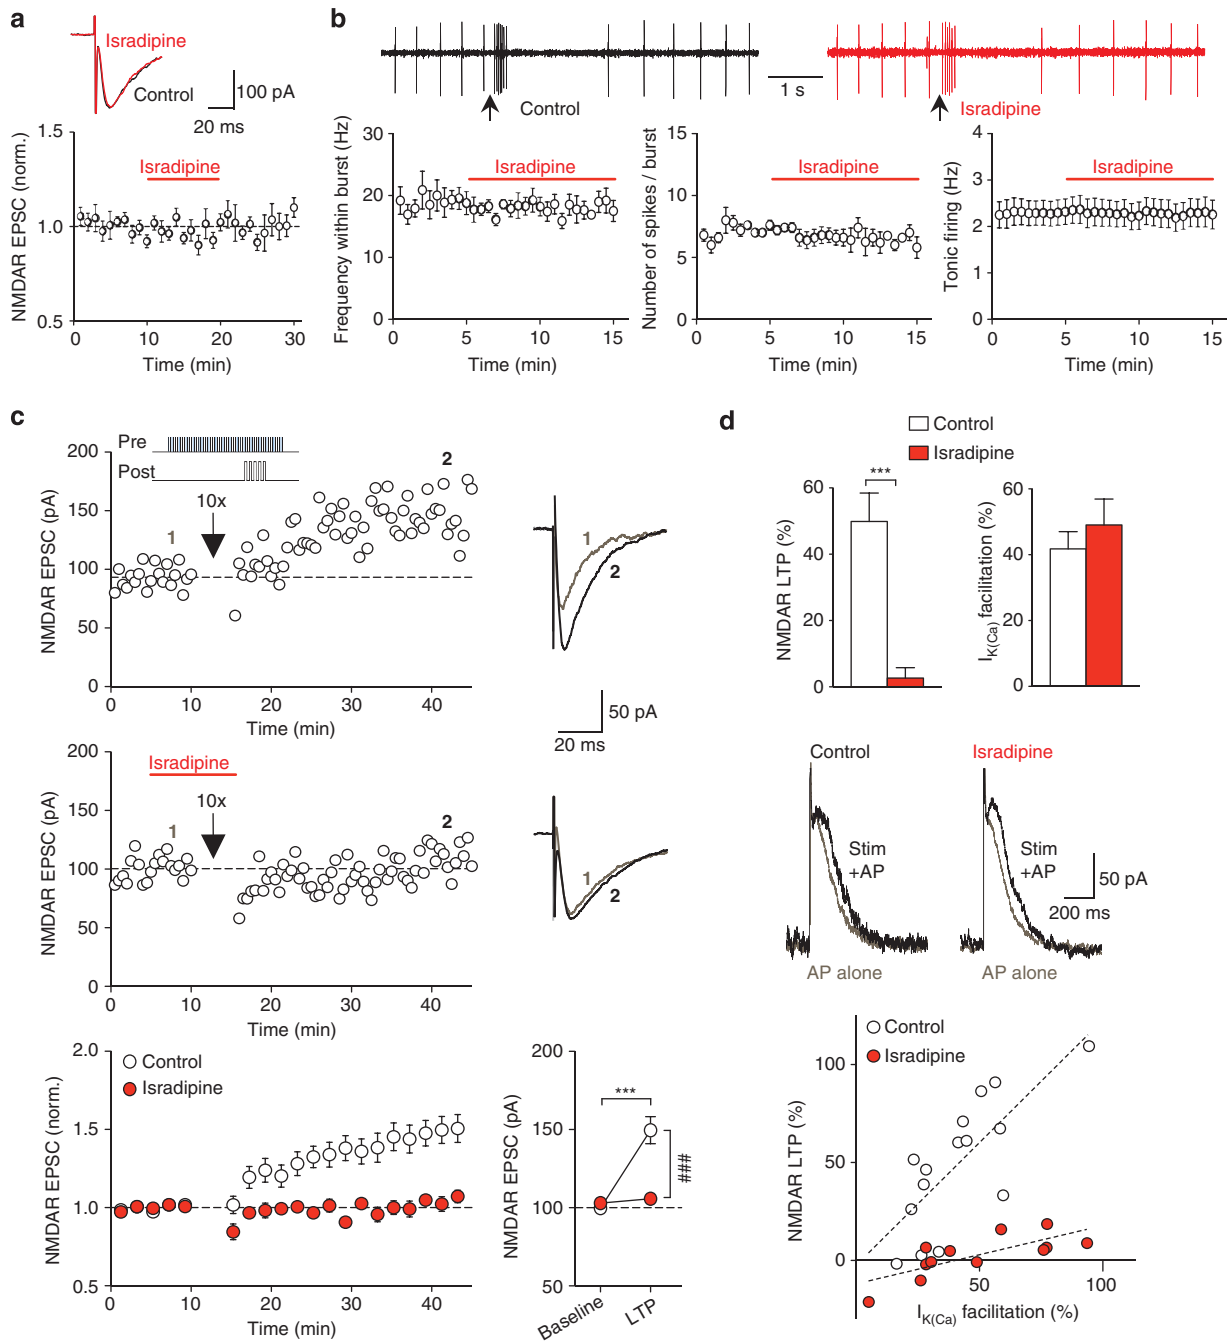 a
Isradipine
Control
100 pA
20 ms
NMDAR EPSC (norm.)
1.5
1.0
0.5
Isradipine
0
10
20
30
Time (min)
b
Control
1 s
Isradipine
Frequency within burst (Hz)
30
20
10
0
Isradipine
0
5
10
15
Time (min)
Number of spikes / burst
15
10
5
0
Isradipine
0
5
10
15
Time (min)
Tonic firing (Hz)
4
3
2
1
0
Isradipine
0
5
10
15
Time (min)
c
Pre
Post
NMDAR EPSC (pA)
200
150
100
50
0
1
10x
2
0
10
20
30
40
Time (min)
1
2
50 pA
20 ms
NMDAR EPSC (pA)
200
150
100
50
0
Isradipine
1
10x
2
0
10
20
30
40
Time (min)
1
2
NMDAR EPSC (norm.)
2.0
1.5
1.0
0.5
Control
Isradipine
0
10
20
30
40
Time (min)
NMDAR EPSC (pA)
200
150
100
50
***
###
Baseline
LTP
d
Control
Isradipine
NMDAR LTP (%)
60
40
20
0
***
I K(Ca) facilitation (%)
60
40
20
0
Control
Stim
+AP
AP alone
Isradipine
Stim
+AP
AP alone
50 pA
200 ms
NMDAR LTP (%)
100
50
0
Control
Isradipine
50
100
I K(Ca) facilitation (%)